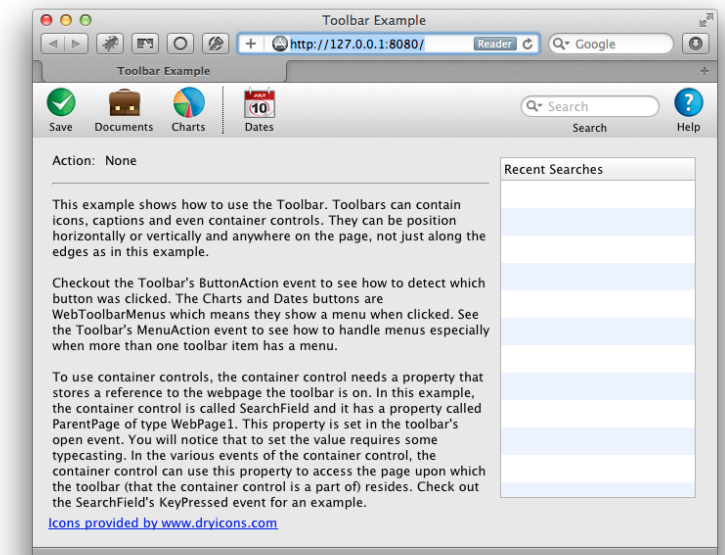 Toolbar Example
http://127.0.0.1:8080/
Reader
Google
Toolbar Example
JULY
10
Save
Documents
Charts
Dates
Search
Search
Help
Action: None
Recent Searches
This example shows how to use the Toolbar. Toolbars can contain
icons, captions and even container controls. They can be position
horizontally or vertically and anywhere on the page, not just along the
edges as in this example.
Checkout the Toolbar's ButtonAction event to see how to detect which
button was clicked. The Charts and Dates buttons are
WebToolbarMenus which means they show a menu when clicked. See
the Toolbar's MenuAction event to see how to handle menus especially
when more than one toolbar item has a menu.
To use container controls, the container control needs a property that
stores a reference to the webpage the toolbar is on. In this example,
the container control is called SearchField and it has a property called
ParentPage of type WebPage1. This property is set in the toolbar's
open event. You will notice that to set the value requires some
typecasting. In the various events of the container control, the
container control can use this property to access the page upon which
the toolbar (that the container control is a part of) resides. Check out
the SearchField's KeyPressed event for an example.
Icons provided by www.dryicons.com